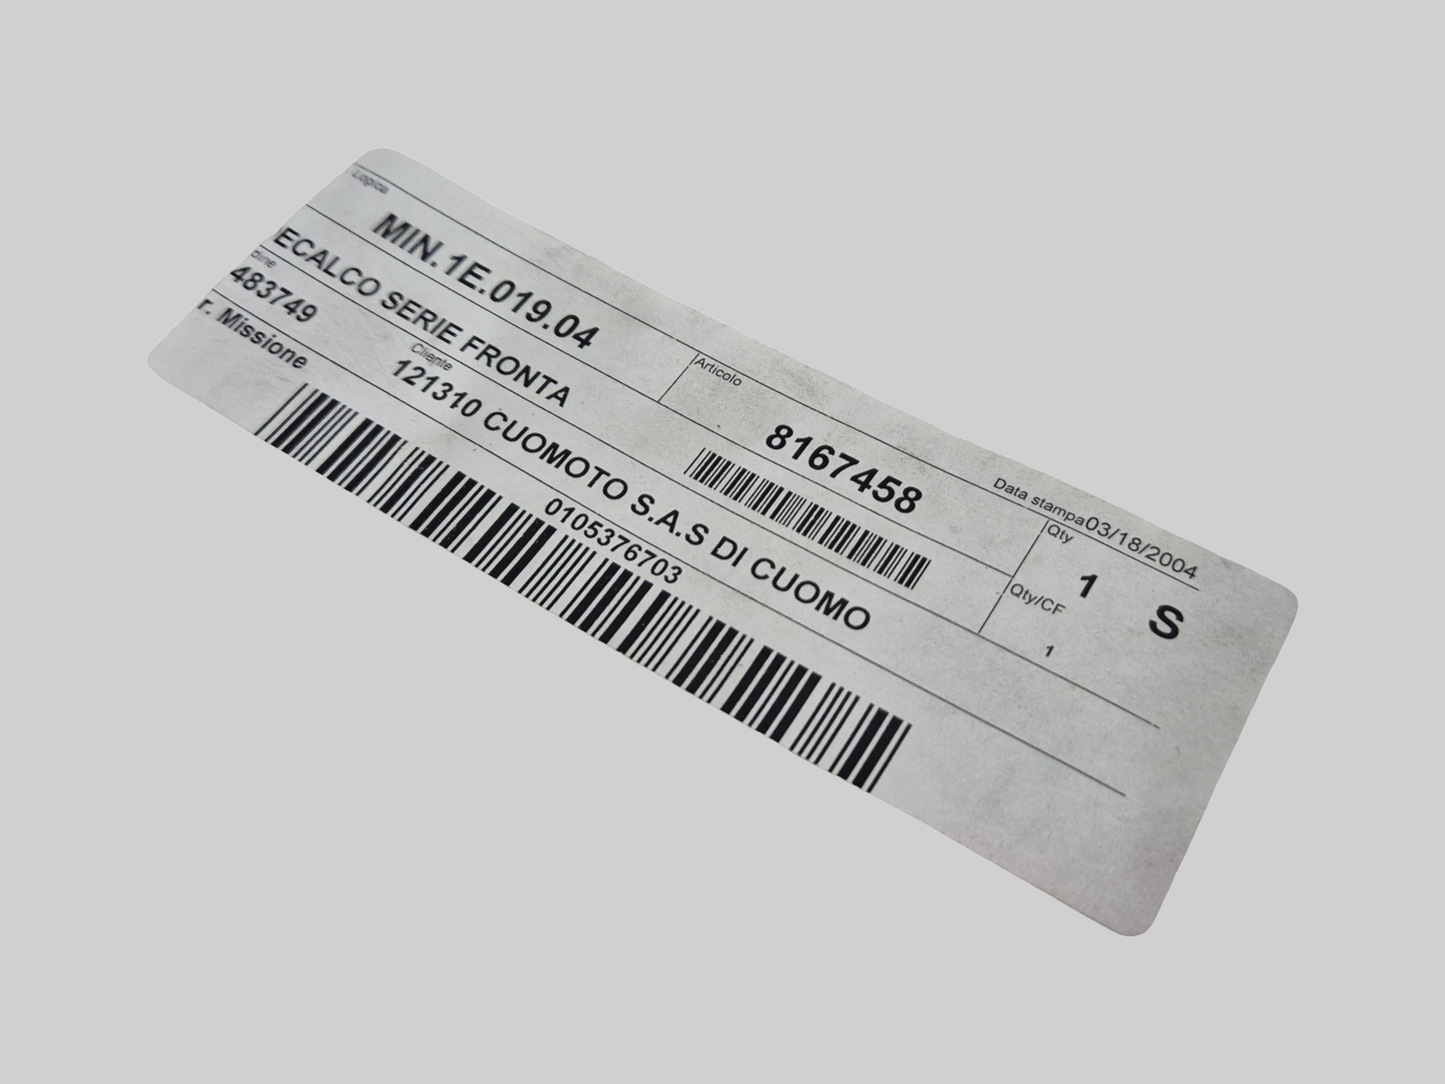 Data stampa03/18/2004
Logica
MIN.1E.019.04
Articolo
8167458
Qty
1 S
ECALCO SERIE FRONTA
Qty/CF
1
dine
483749
Cliente
121310 CUOMOTO S.A.S DI CUOMO
r. Missione
0105376703